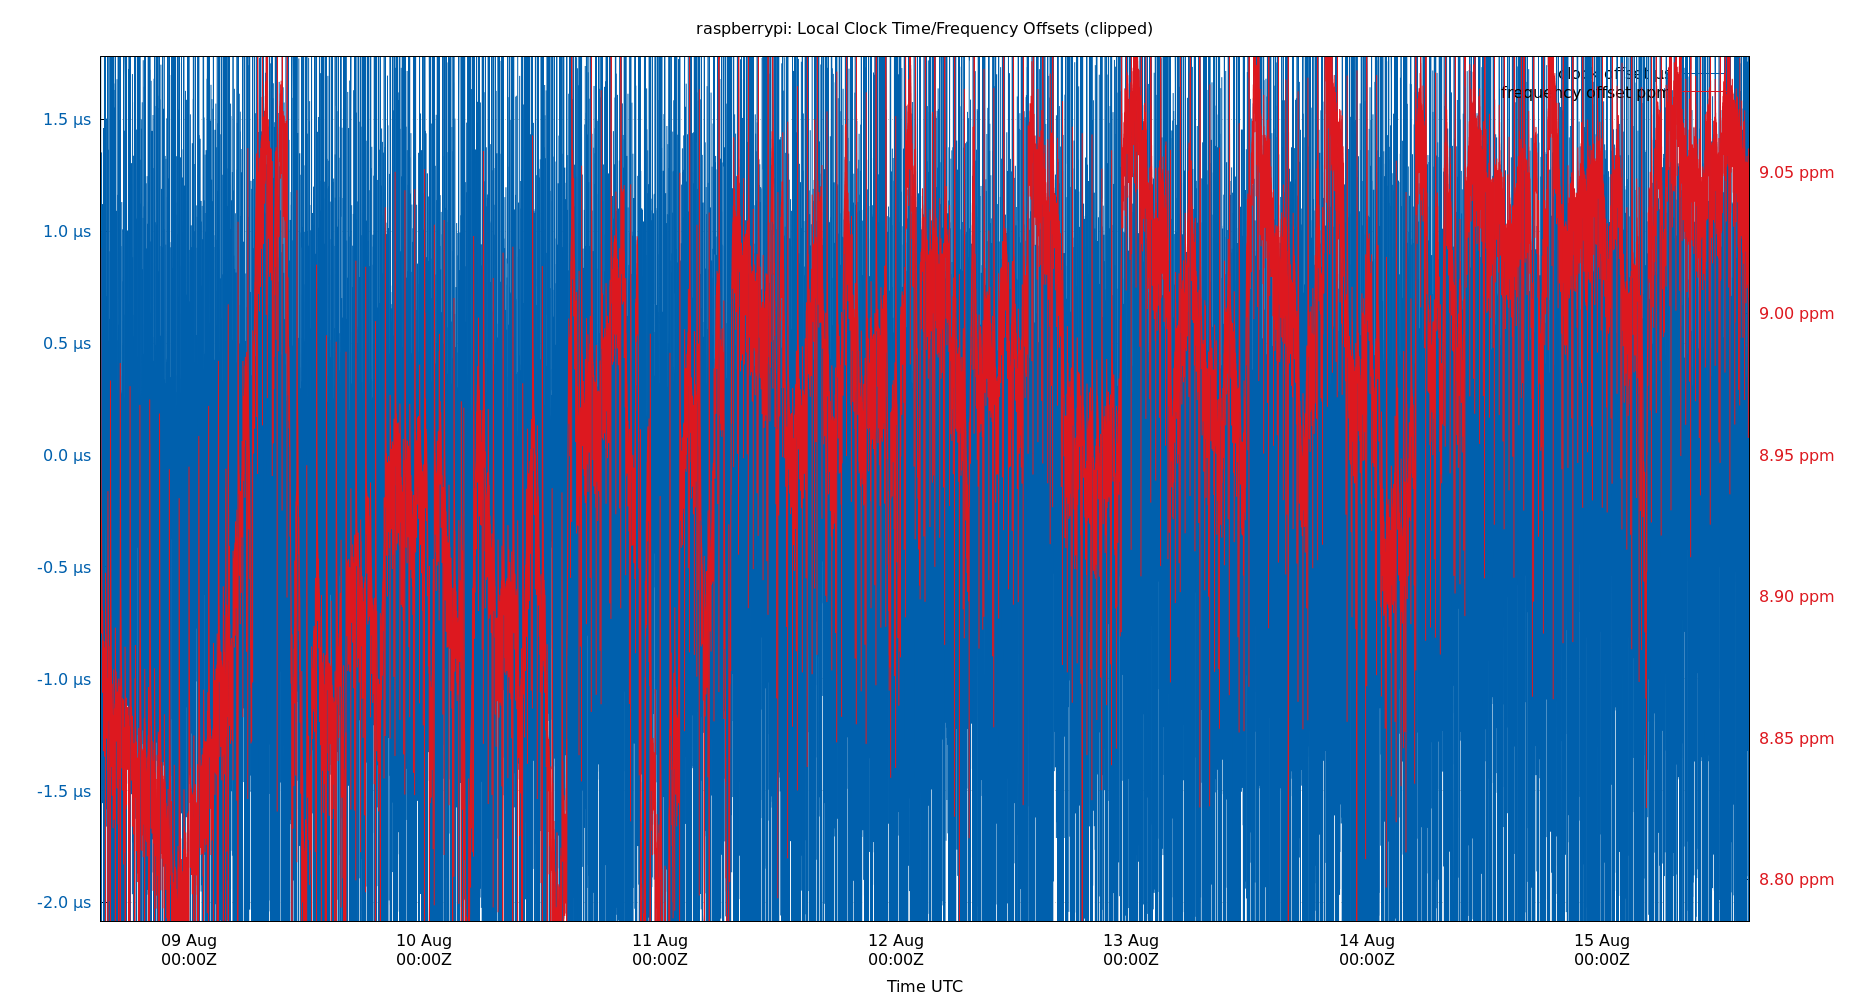 raspberrypi: Local Clock Time/Frequency Offsets (clipped)
clock offset µs
frequency offset ppm
1.5 µs
1.0 µs
0.5 µs
0.0 µs
-0.5 µs
-1.0 µs
-1.5 µs
-2.0 µs
9.05 ppm
9.00 ppm
8.95 ppm
8.90 ppm
8.85 ppm
8.80 ppm
09 Aug 10 Aug 11 Aug 12 Aug 13 Aug 14 Aug 15 Aug
00:00Z 00:00Z 00:00Z 00:00Z 00:00Z 00:00Z 00:00Z
Time UTC